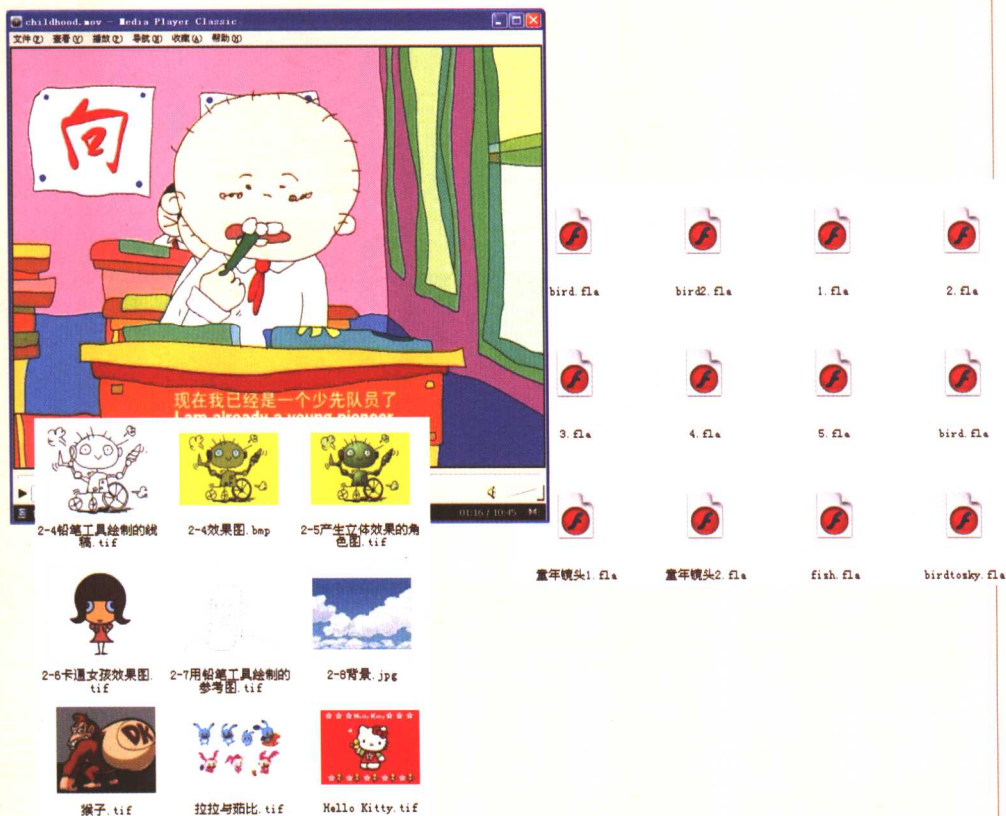 childhood.mov - Media Player Classic
文件(F) 查看(V) 播放(P) 导航(N) 收藏(A) 帮助(H)
向
现在我已经是一个少先队员了
I am already a young pioneer
01:16 / 10:45
bird.fla
bird2.fla
1.fla
2.fla
3.fla
4.fla
5.fla
bird.fla
童年镜头1.fla
童年镜头2.fla
fish.fla
birdtosky.fla
2-4铅笔工具绘制的线
稿.tif
2-4效果图.bmp
2-5产生立体效果的角
色图.tif
2-6卡通女孩效果图.
tif
2-7用铅笔工具绘制的
参考图.tif
2-8背景.jpg
DK
Hello Kitty
猴子.tif
拉拉与茹比.tif
Hello Kitty.tif